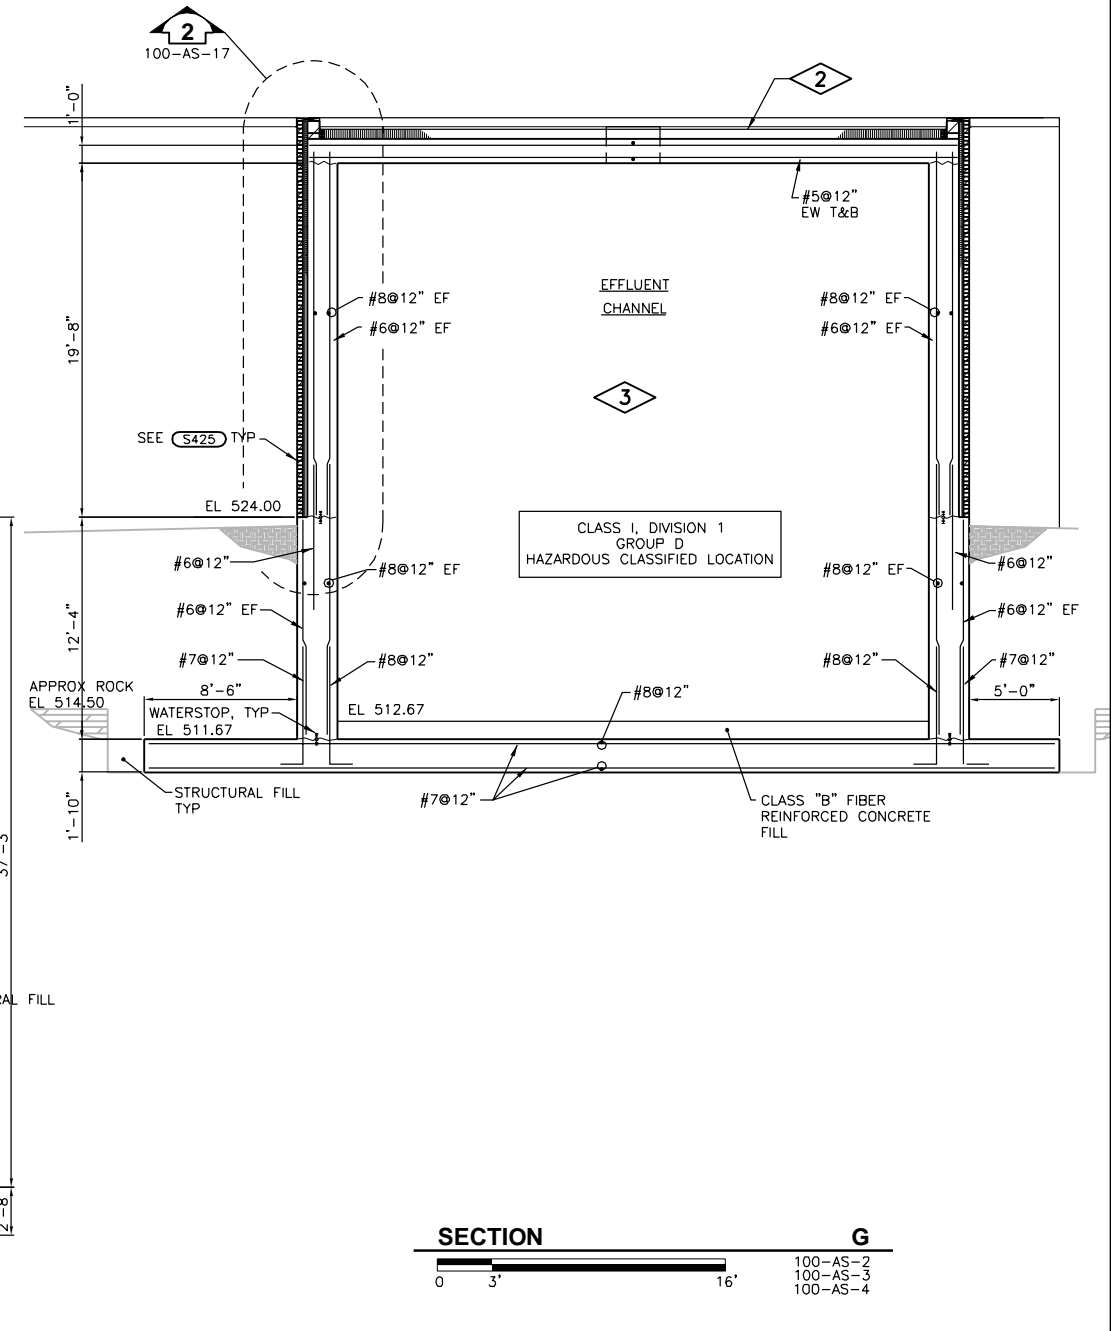 2
100-AS-17
1'-0"
2
#5@12"
EW T&B
EFFLUENT
CHANNEL
#8@12" EF
#6@12" EF
#8@12" EF
#6@12" EF
19'-8"
3
SEE S425 TYP
EL 524.00
CLASS I, DIVISION 1
GROUP D
HAZARDOUS CLASSIFIED LOCATION
#6@12"
#8@12" EF
#8@12" EF
#6@12"
#6@12" EF
#6@12" EF
12'-4"
#7@12"
#8@12"
#8@12"
#7@12"
APPROX ROCK
EL 514.50
8'-6"
5'-0"
#8@12"
WATERSTOP, TYP
EL 511.67
EL 512.67
STRUCTURAL FILL
TYP
#7@12"
CLASS "B" FIBER
REINFORCED CONCRETE
FILL
1'-10"
37'-3
AL FILL
2'-8
SECTION G
0 3' 16'
100-AS-2
100-AS-3
100-AS-4